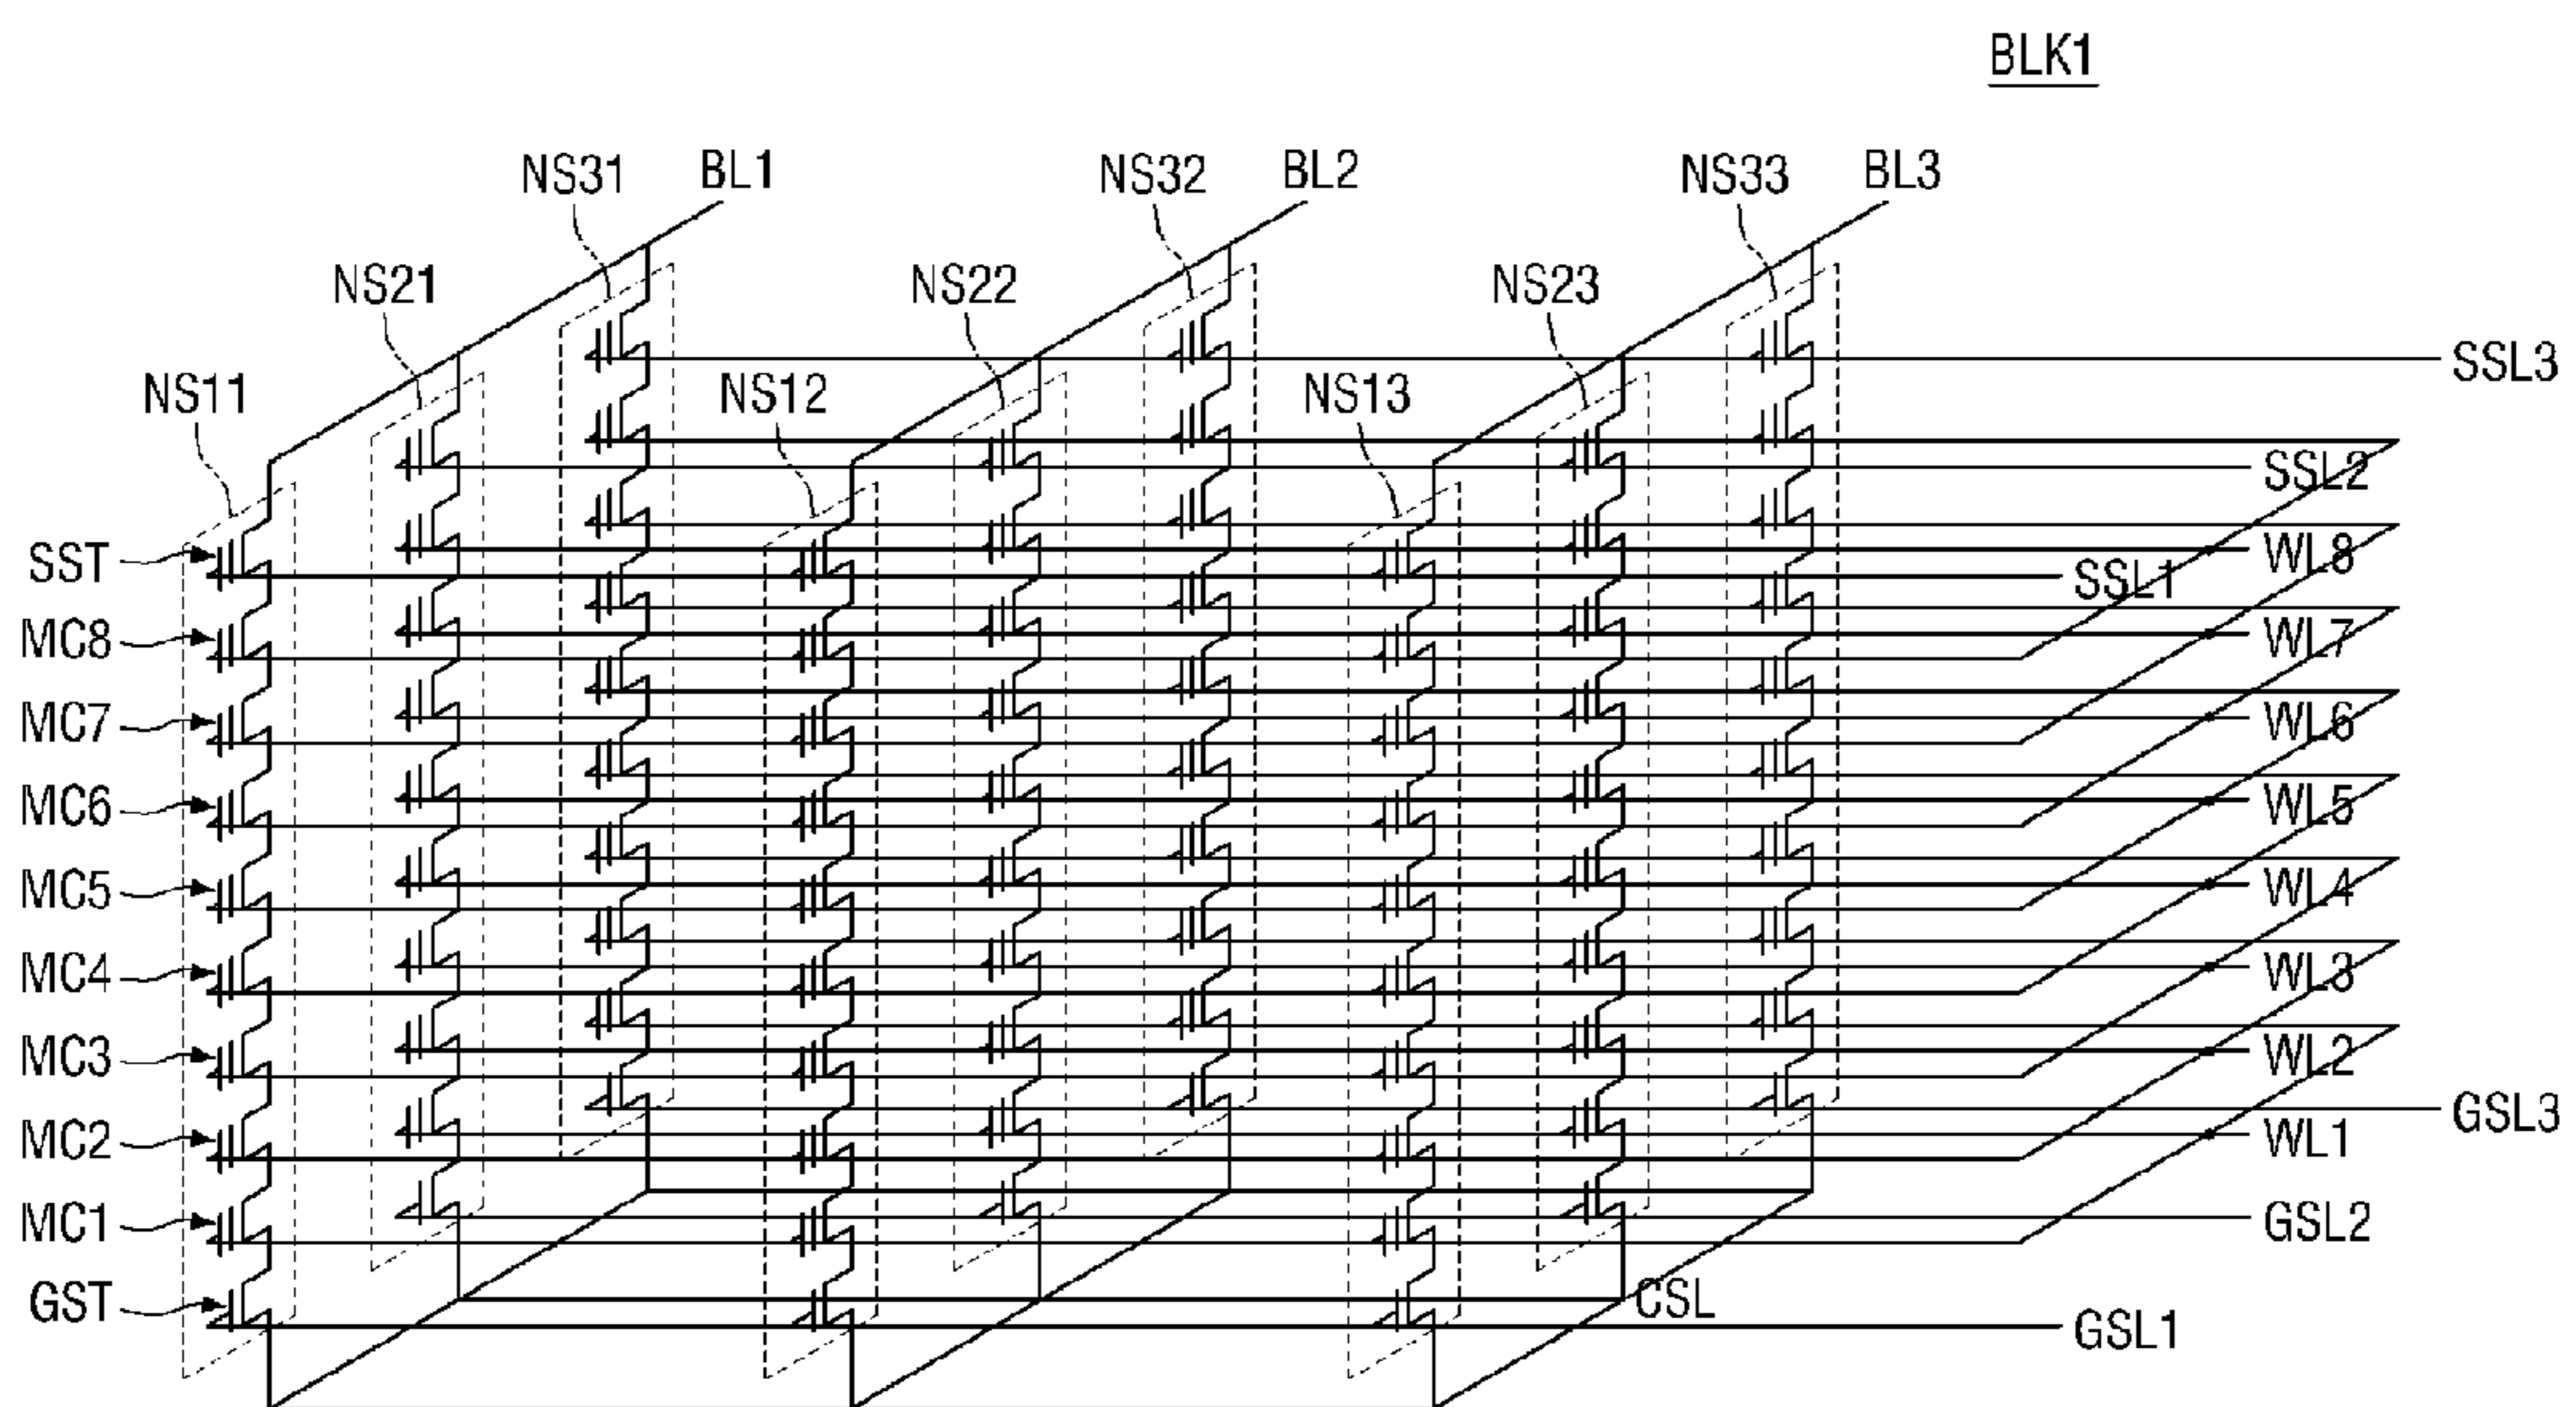 BLK1
NS31 BL1 NS32 BL2 NS33 BL3
NS21 NS22 NS23
SSL3
NS11 NS12 NS13
SSL2
SST WL8
SSL1
MC8 WL7
MC7 WL6
MC6 WL5
MC5 WL4
MC4 WL3
MC3 WL2
GSL3
MC2 WL1
MC1 GSL2
GST CSL
GSL1